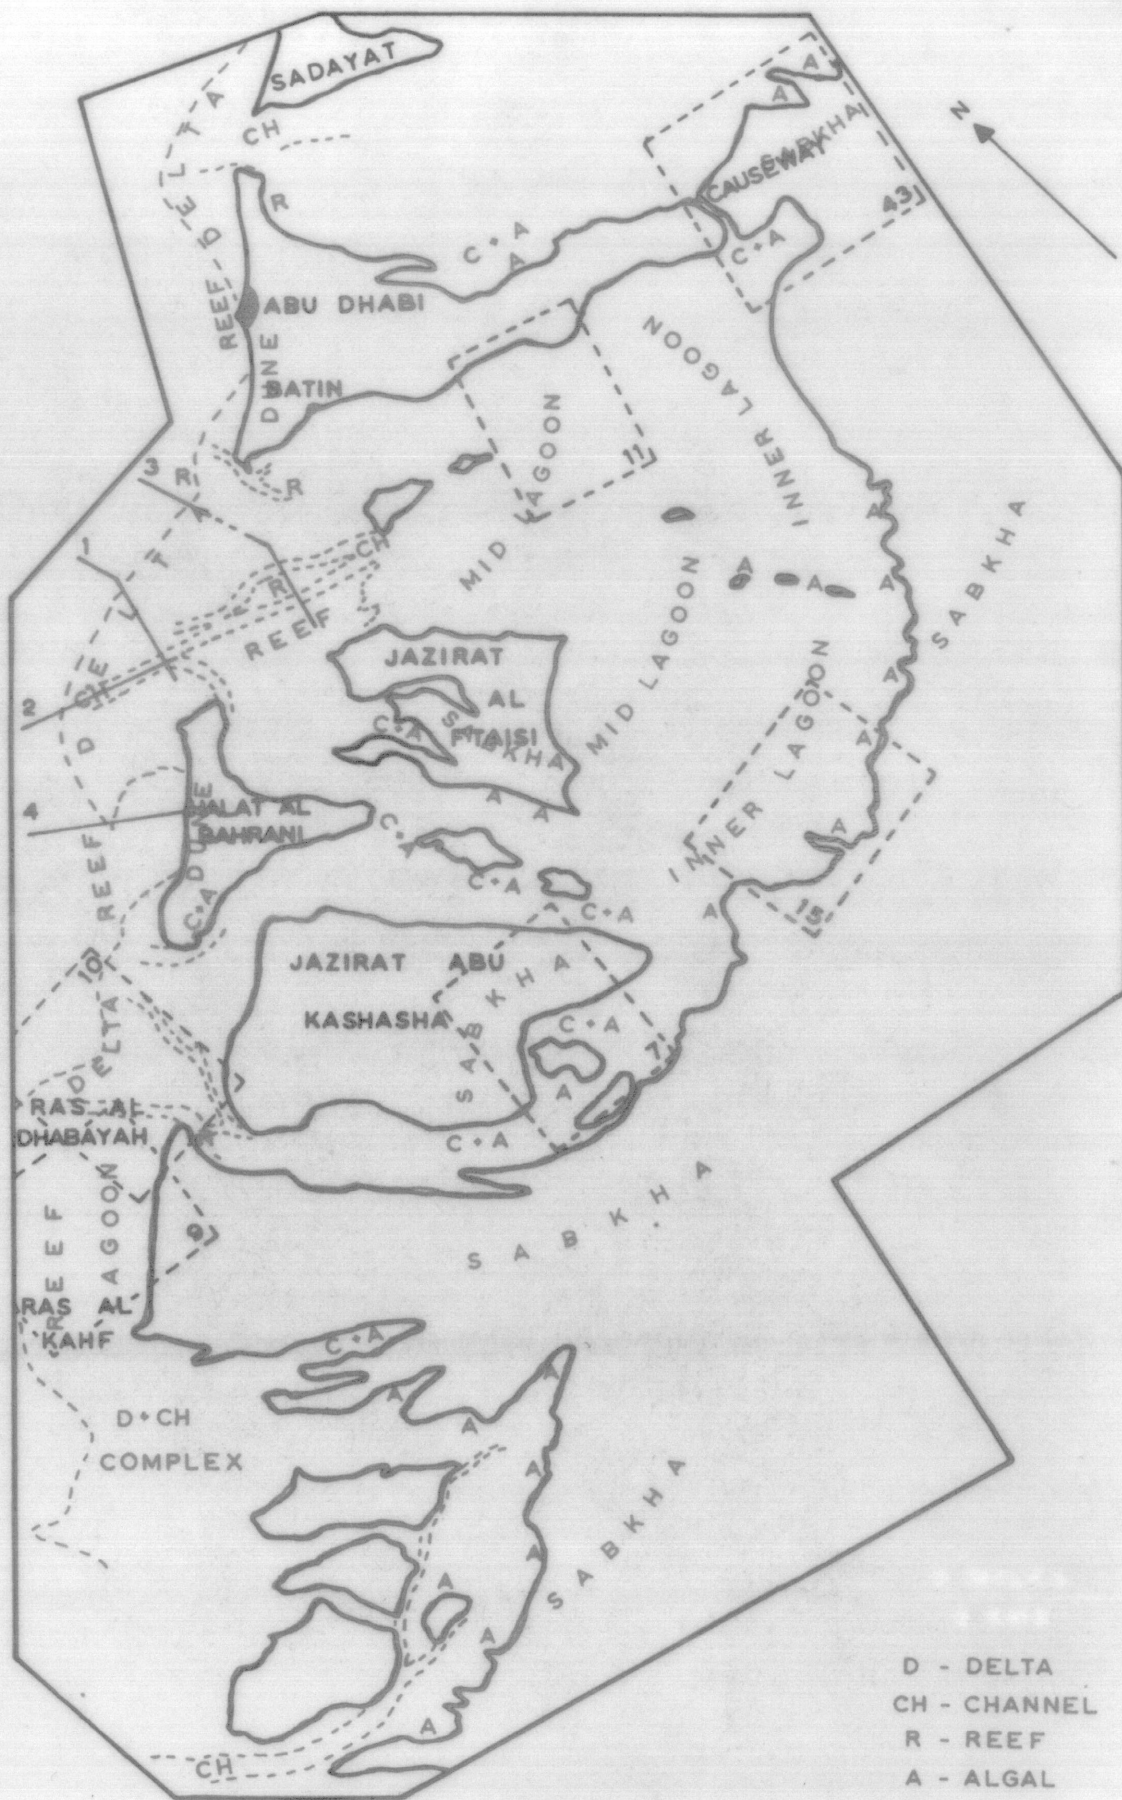 SADAYAT
A
A
N
CH
REEF-DELTA
SABKHA
CAUSEWAY
43
R
C+A
A
C+A
ABU DHABI
DUNE
BATIN
INNER LAGOON
MID LAGOON
11
3
R
R
1
CH
R
REEF
A
SABKHA
A
A
A
A
INNER LAGOON
MID LAGOON
2
CH
JAZIRAT
AL
FITAISI
SABKHA
C+A
A
A
A
A
4
HALAT AL
BAHRANI
DUNE
C+A
C+A
REEF
C+A
C+A
A
15
JAZIRAT ABU
KASHASHA
SABKHA
C+A
A
7
10
DELTA
RAS AL
DHABAYAH
C+A
REEF
LAGOON
9
SABKHA
RAS AL
KAHF
C+A
A
A
A
D+CH
COMPLEX
A
SABKHA
A
A
A
A
CH
D - DELTA
CH - CHANNEL
R - REEF
A - ALGAL